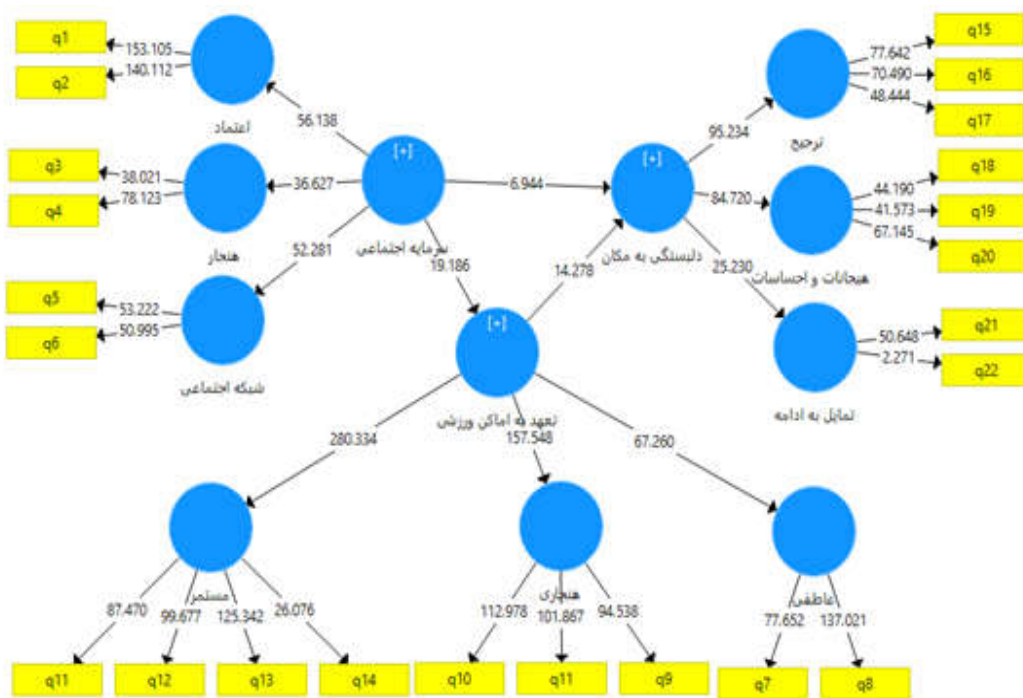 q1
153.105
140.112
q2
اعتماد
56.138
q3
38.021
78.123
q4
هنجار
36.627
[+]
سرمایه اجتماعی
52.281
q5
53.222
50.995
q6
شبکه اجتماعی
19.186
6.944
[+]
دلبستگی به مکان
14.278
95.234
84.720
25.230
ترجیح
77.642
70.490
48.444
q15
q16
q17
هیجانات و احساسات
44.190
41.573
67.145
q18
q19
q20
تمایل به ادامه
50.648
2.271
q21
q22
[+]
تعهد به اماکن ورزشی
280.334
157.548
67.260
مستمر
87.470
99.677
125.342
26.076
q11
q12
q13
q14
هنجاری
112.978
101.867
94.538
q10
q11
q9
عاطفی
77.652
137.021
q7
q8